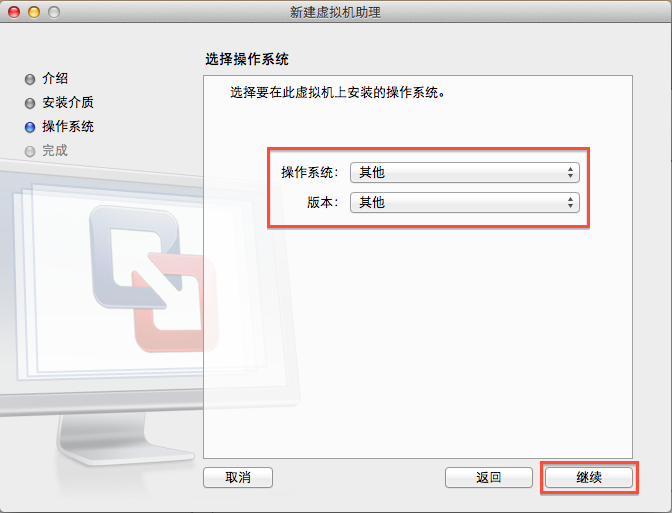 新建虚拟机助理
选择操作系统
介绍
安装介质
操作系统
完成
选择要在此虚拟机上安装的操作系统。
操作系统: 其他
版本: 其他
取消
返回
继续